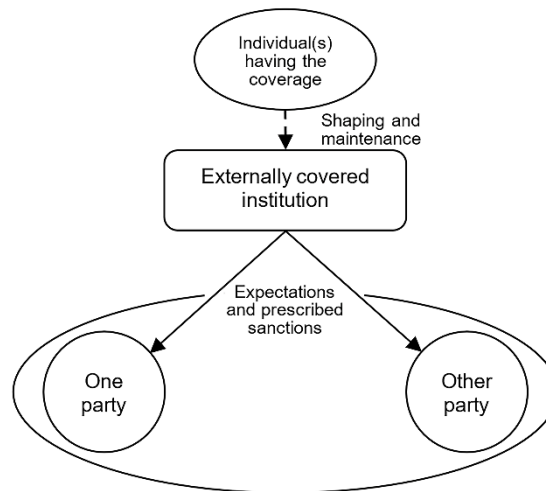 Individual(s)
having the
coverage
Shaping and
maintenance
Externally covered
institution
Expectations
and prescribed
sanctions
One
party
Other
party